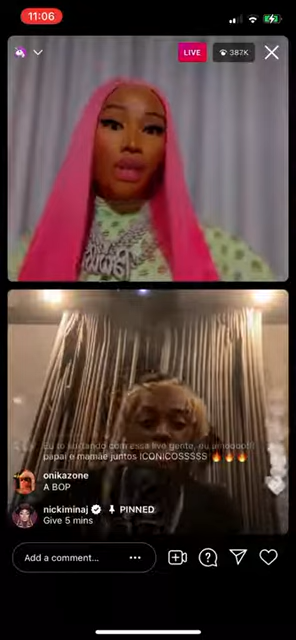 11:06
LIVE
387K
Eu to surtando com essa live gente, eu amoooo!!!
papai e mamãe juntos ICONICOSSSSS 🔥🔥🔥
onikazone
A BOP
nickiminaj PINNED
Give 5 mins
Add a comment...